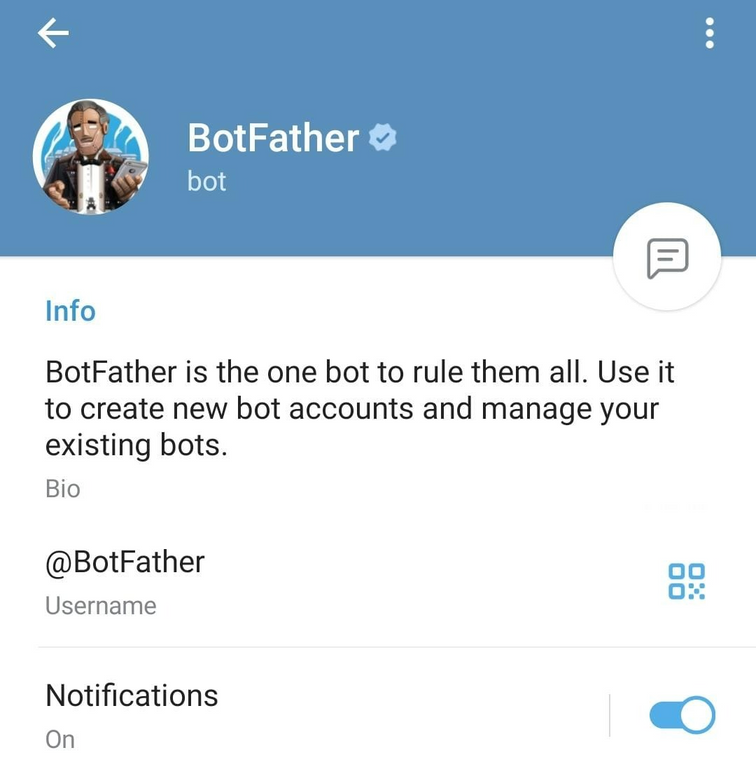 BotFather
bot
Info
BotFather is the one bot to rule them all. Use it
to create new bot accounts and manage your
existing bots.
Bio
@BotFather
Username
Notifications
On